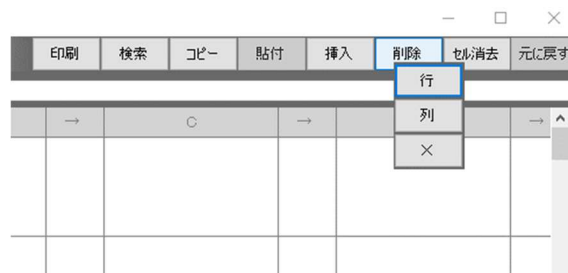 印刷 検索 コピー 貼付 挿入 削除 セル消去 元に戻す
行
列
×
→ C → →